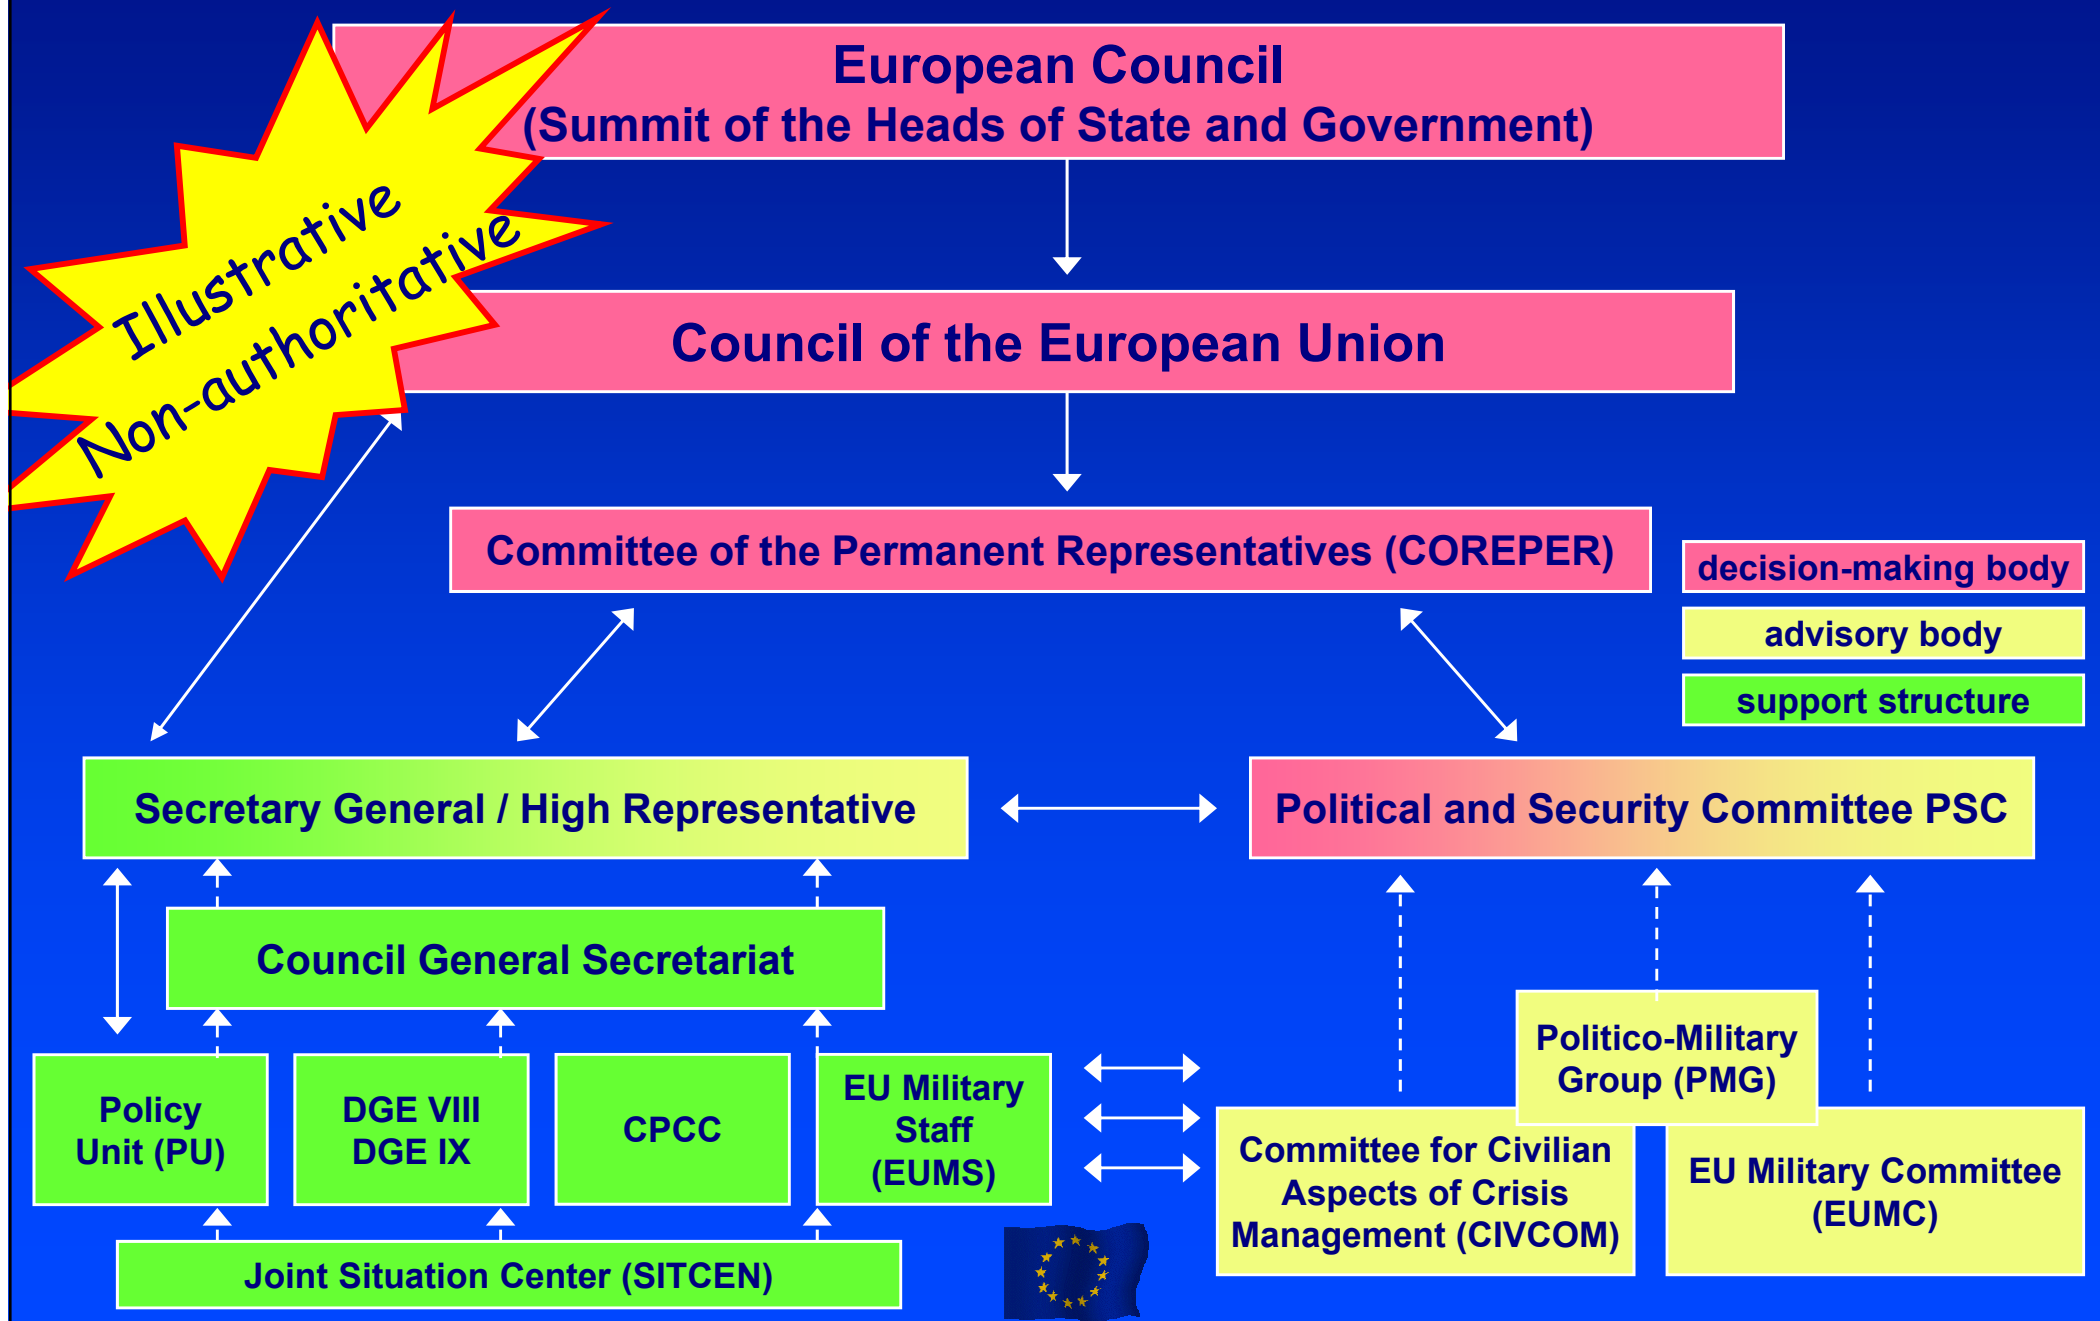 European Council
(Summit of the Heads of State and Government)
Illustrative
Non-authoritative
Council of the European Union
Committee of the Permanent Representatives (COREPER)
decision-making body
advisory body
support structure
Secretary General / High Representative
Political and Security Committee PSC
Council General Secretariat
Policy
Unit (PU)
DGE VIII
DGE IX
CPCC
EU Military
Staff
(EUMS)
Politico-Military
Group (PMG)
Committee for Civilian
Aspects of Crisis
Management (CIVCOM)
EU Military Committee
(EUMC)
Joint Situation Center (SITCEN)